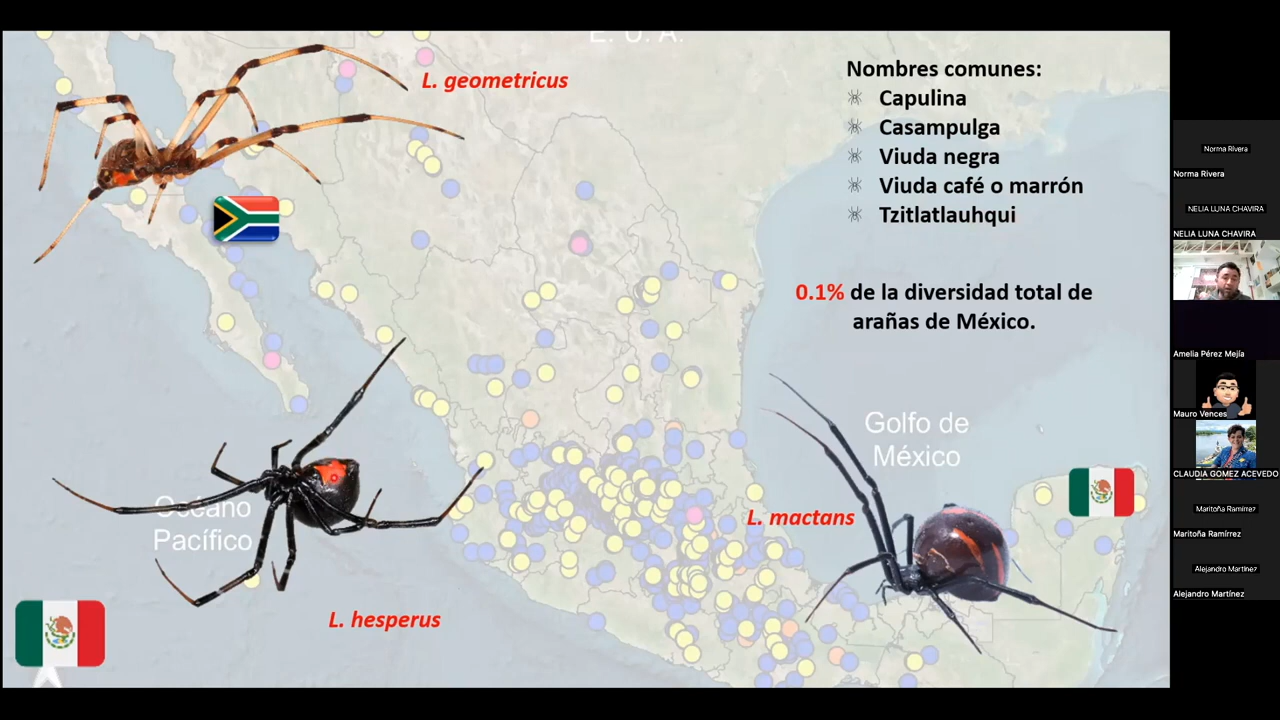 E. U. A.
L. geometricus
Nombres comunes:
Capulina
Casampulga
Viuda negra
Viuda café o marrón
Tzitlatlauhqui
0.1% de la diversidad total de
arañas de México.
Golfo de
México
L. mactans
Océano
Pacífico
L. hesperus
Norma Rivera
Norma Rivera
NELIA LUNA CHAVIRA
NELIA LUNA CHAVIRA
Amelia Pérez Mejía
Mauro Vences
CLAUDIA GOMEZ ACEVEDO
Maritoña Ramírrez
Maritoña Ramírrez
Alejandro Martínez
Alejandro Martínez